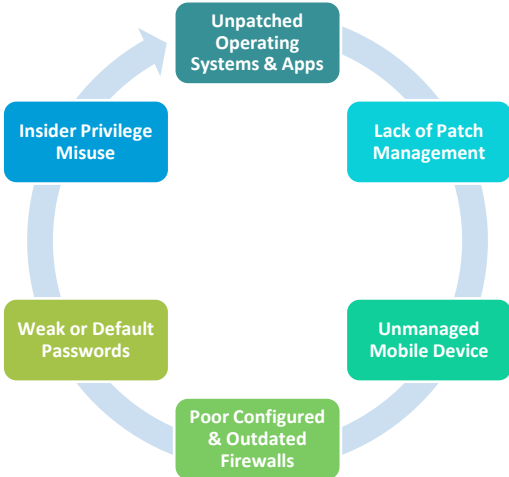 Unpatched
Operating
Systems & Apps
Lack of Patch
Management
Unmanaged
Mobile Device
Poor Configured
& Outdated
Firewalls
Weak or Default
Passwords
Insider Privilege
Misuse